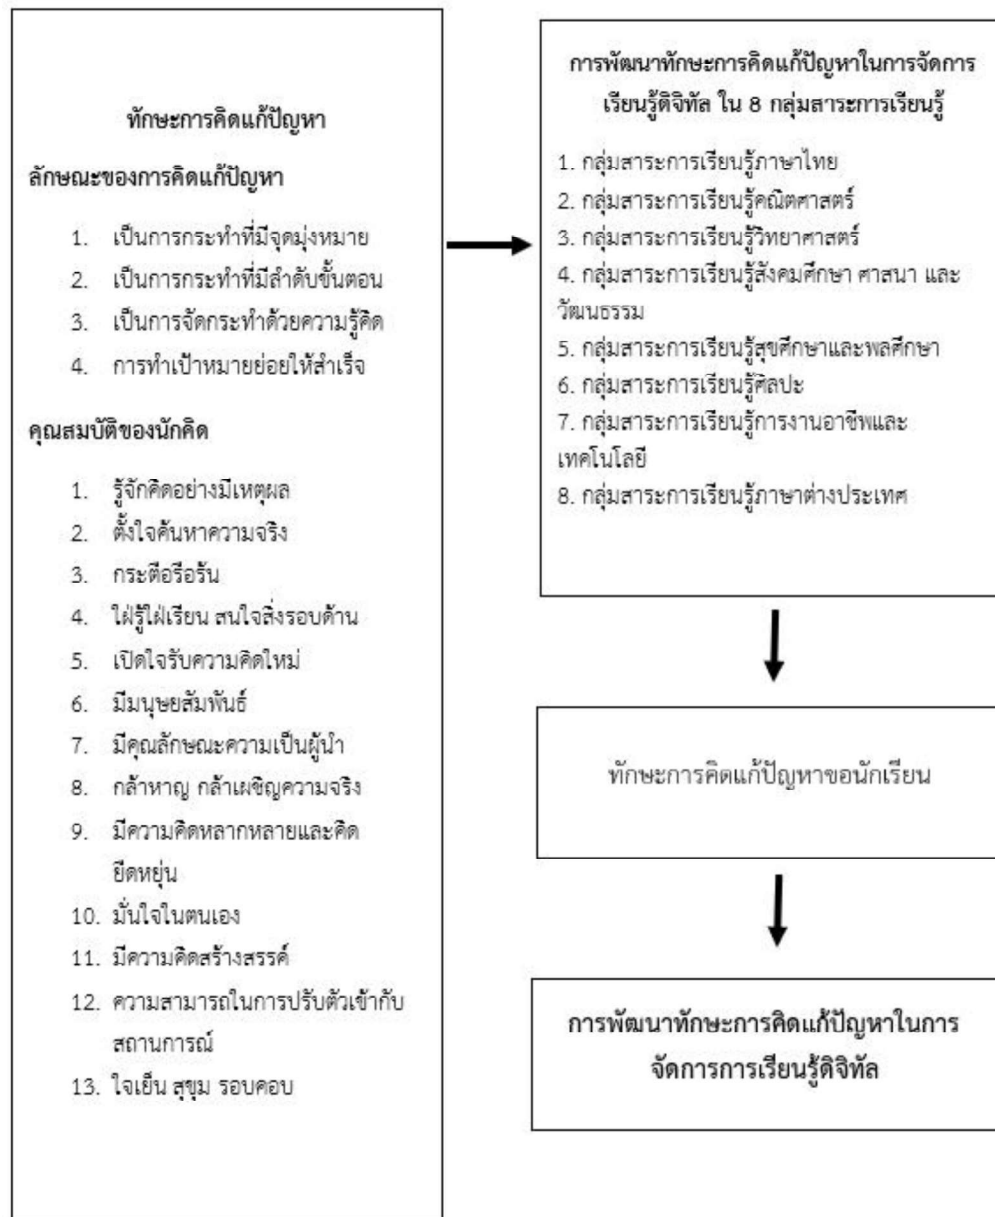 ทักษะการคิดแก้ปัญหา
ลักษณะของการคิดแก้ปัญหา
1. เป็นการกระทำที่มีจุดมุ่งหมาย
2. เป็นการกระทำที่มีลำดับขั้นตอน
3. เป็นการจัดกระทำด้วยความรู้คิด
4. การทำเป้าหมายย่อยให้สำเร็จ
คุณสมบัติของนักคิด
1. รู้จักคิดอย่างมีเหตุผล
2. ตั้งใจค้นหาความจริง
3. กระตือรือร้น
4. ใฝ่รู้ใฝ่เรียน สนใจสิ่งรอบด้าน
5. เปิดใจรับความคิดใหม่
6. มีมนุษยสัมพันธ์
7. มีคุณลักษณะความเป็นผู้นำ
8. กล้าหาญ กล้าเผชิญความจริง
9. มีความคิดหลากหลายและคิด
ยืดหยุ่น
10. มั่นใจในตนเอง
11. มีความคิดสร้างสรรค์
12. ความสามารถในการปรับตัวเข้ากับ
สถานการณ์
13. ใจเย็น สุขุม รอบคอบ
การพัฒนาทักษะการคิดแก้ปัญหาในการจัดการ
เรียนรู้ดิจิทัล ใน 8 กลุ่มสาระการเรียนรู้
1. กลุ่มสาระการเรียนรู้ภาษาไทย
2. กลุ่มสาระการเรียนรู้คณิตศาสตร์
3. กลุ่มสาระการเรียนรู้วิทยาศาสตร์
4. กลุ่มสาระการเรียนรู้สังคมศึกษา ศาสนา และ
วัฒนธรรม
5. กลุ่มสาระการเรียนรู้สุขศึกษาและพลศึกษา
6. กลุ่มสาระการเรียนรู้ศิลปะ
7. กลุ่มสาระการเรียนรู้การงานอาชีพและ
เทคโนโลยี
8. กลุ่มสาระการเรียนรู้ภาษาต่างประเทศ
ทักษะการคิดแก้ปัญหาขอนักเรียน
การพัฒนาทักษะการคิดแก้ปัญหาในการ
จัดการการเรียนรู้ดิจิทัล